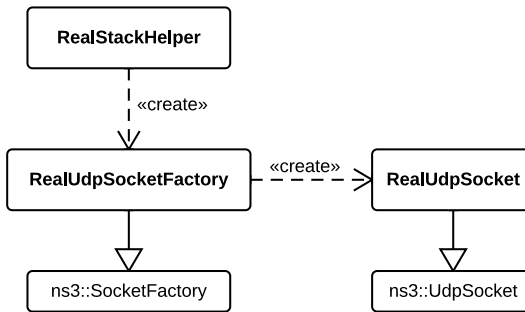 RealStackHelper
«create»
RealUdpSocketFactory
«create»
RealUdpSocket
ns3::SocketFactory
ns3::UdpSocket